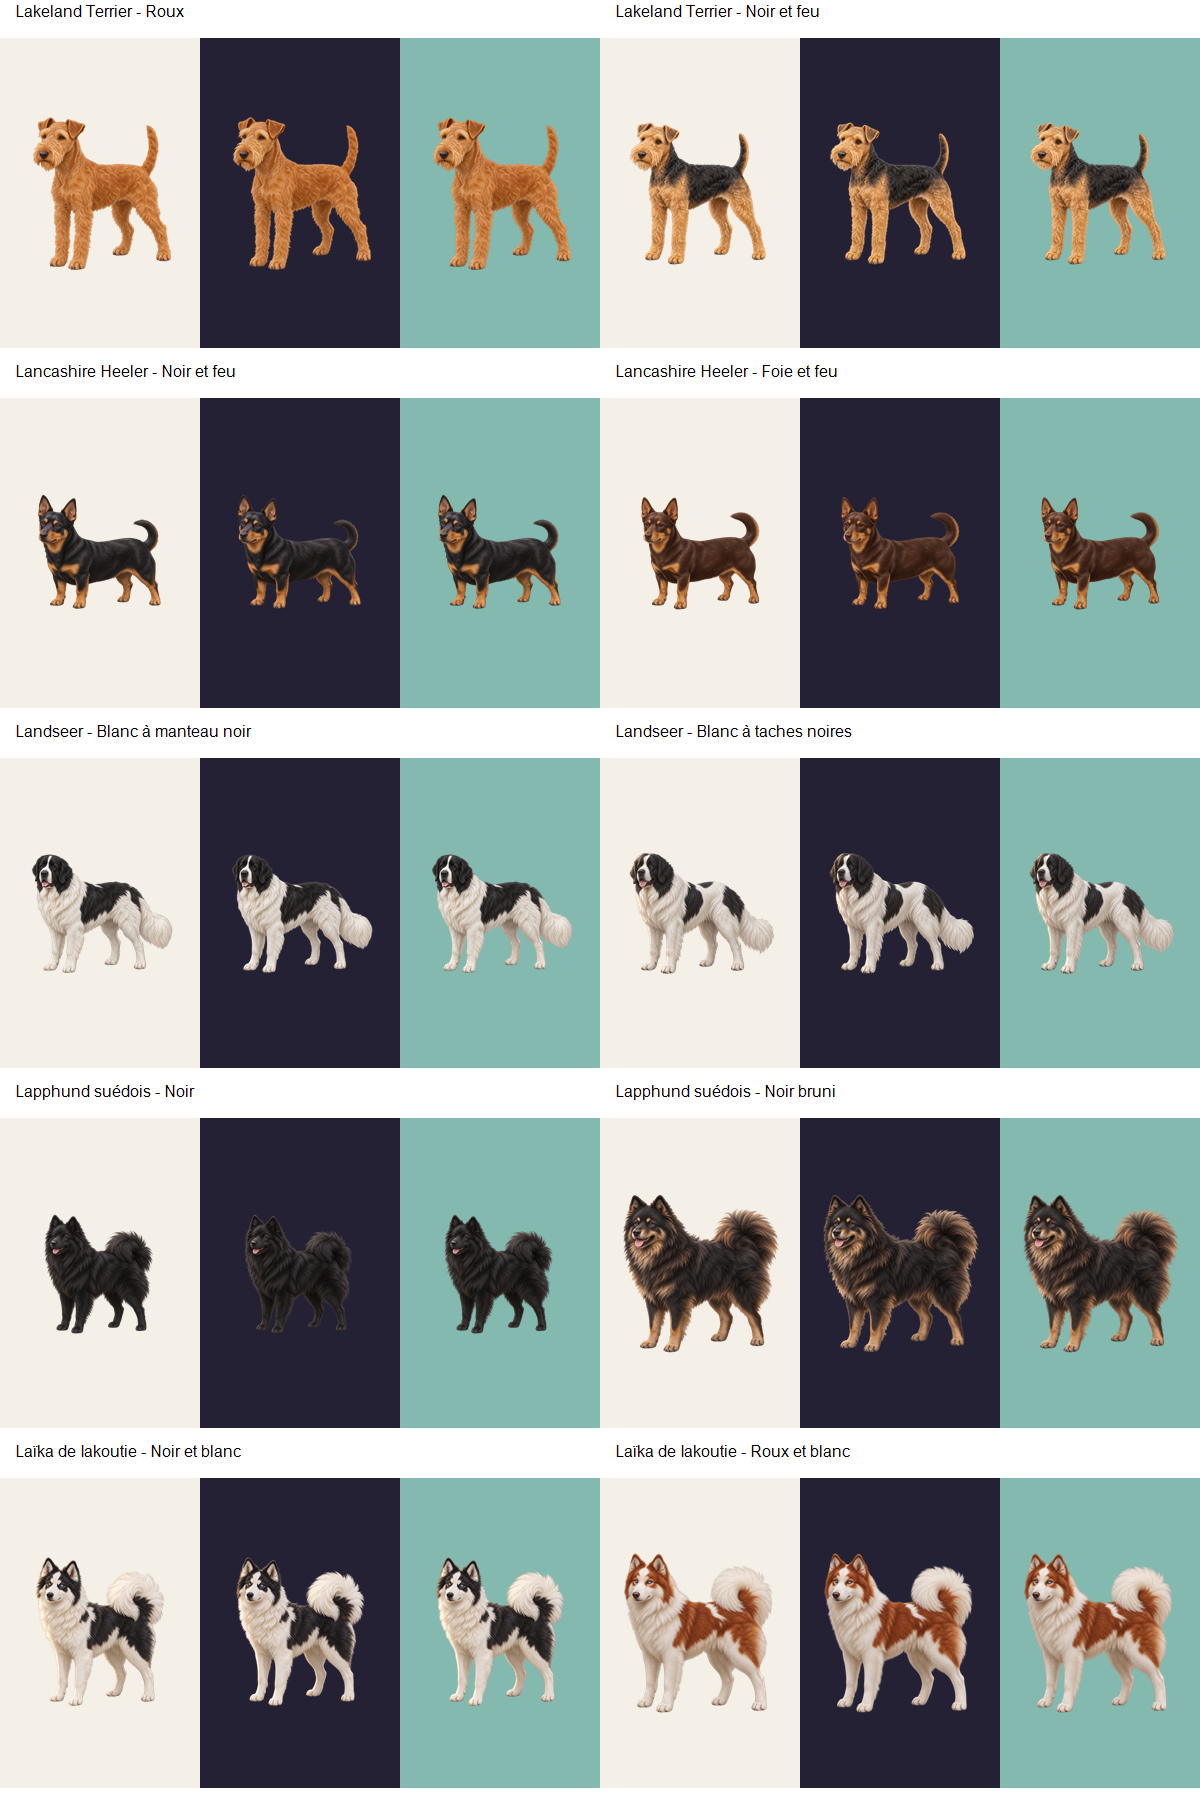 Lakeland Terrier - Roux
Lakeland Terrier - Noir et feu
Lancashire Heeler - Noir et feu
Lancashire Heeler - Foie et feu
Landseer - Blanc à manteau noir
Landseer - Blanc à taches noires
Lapphund suédois - Noir
Lapphund suédois - Noir bruni
Laïka de Iakoutie - Noir et blanc
Laïka de Iakoutie - Roux et blanc